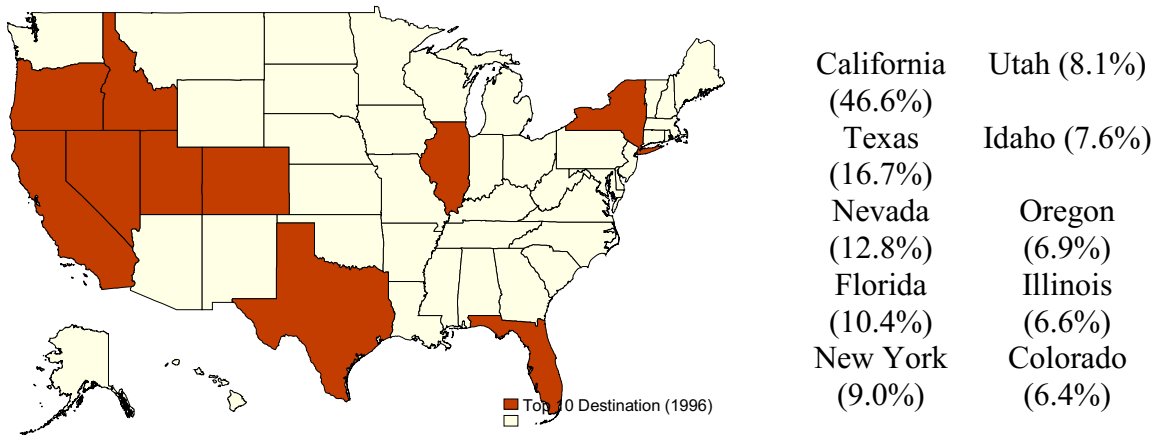 California Utah (8.1%)
(46.6%)
Texas Idaho (7.6%)
(16.7%)
Nevada Oregon
(12.8%) (6.9%)
Florida Illinois
(10.4%) (6.6%)
New York Colorado
(9.0%) (6.4%)
Top 10 Destination (1996)